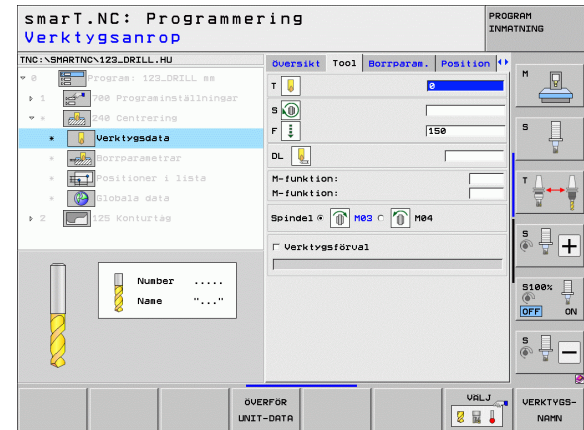 smarT.NC: Programmering
Verktygsanrop
PROGRAM
INMATNING
TNC:\SMARTNC\123_DRILL.HU
0 Program: 123_DRILL mm
1 700 Programinställningar
240 Centrering
* Verktygsdata
* Borrparametrar
* Positioner i lista
* Globala data
2 125 Konturtåg
Number .....
Name "..."
Översikt Tool Borrparam. Position
T 0
S
F 150
DL
M-funktion:
M-funktion:
Spindel M03 M04
Verktygsförval
M
S
T
S
S100%
OFF ON
S
ÖVERFÖR
UNIT-DATA
VALJ
VERKTYGS-
NAMN